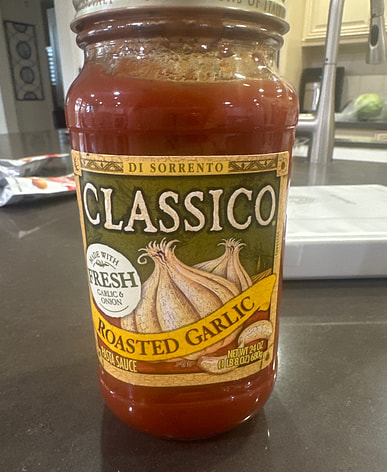 DI SORRENTO
CLASSICO
MADE WITH
FRESH
GARLIC &
ONION
ROASTED GARLIC
PASTA SAUCE
NET WT 24 OZ
(1 LB 8 OZ) 680g